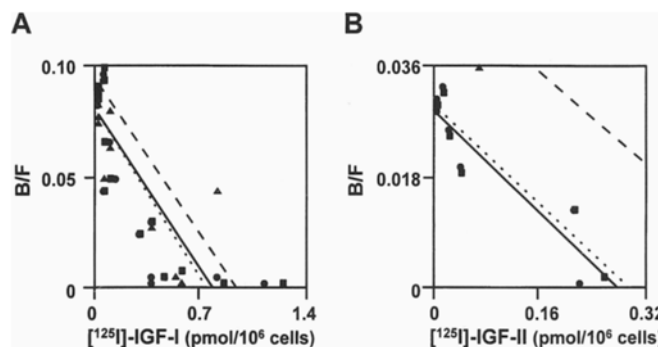 A
B/F
0.10
0.05
0
0
0.7
1.4
[¹²⁵I]-IGF-I (pmol/10⁶ cells)
B
B/F
0.036
0.018
0
0
0.16
0.32
[¹²⁵I]-IGF-II (pmol/10⁶ cells)